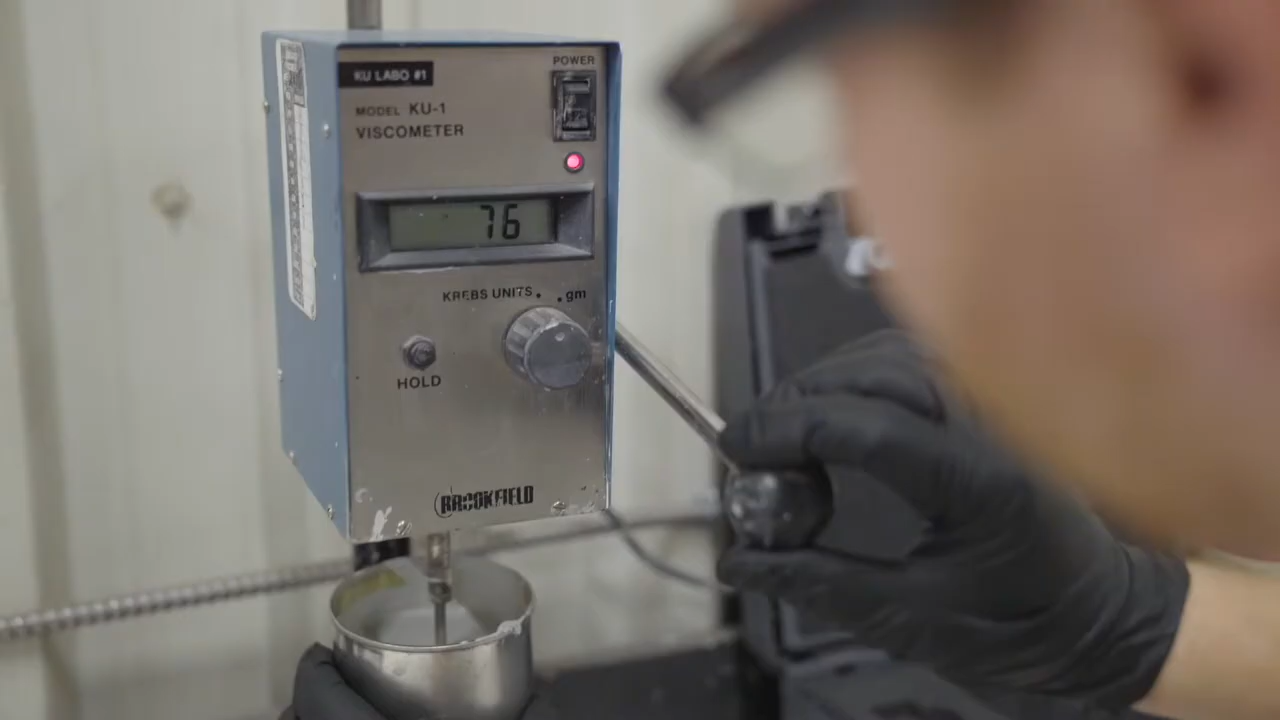 KU LABO #1
POWER
MODEL KU-1
VISCOMETER
76
KREBS UNITS. .gm
HOLD
BROOKFIELD